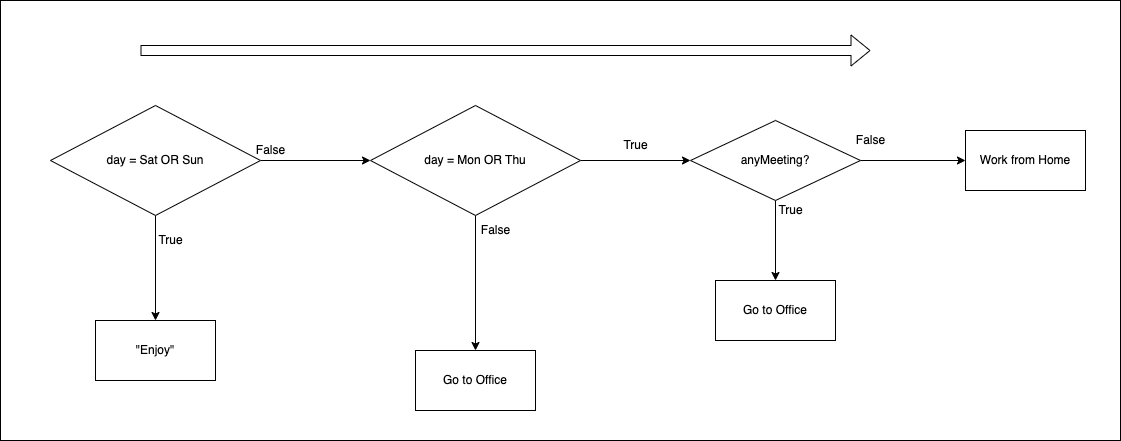 day = Sat OR Sun
False
True
"Enjoy"
day = Mon OR Thu
True
False
Go to Office
anyMeeting?
False
True
Go to Office
Work from Home